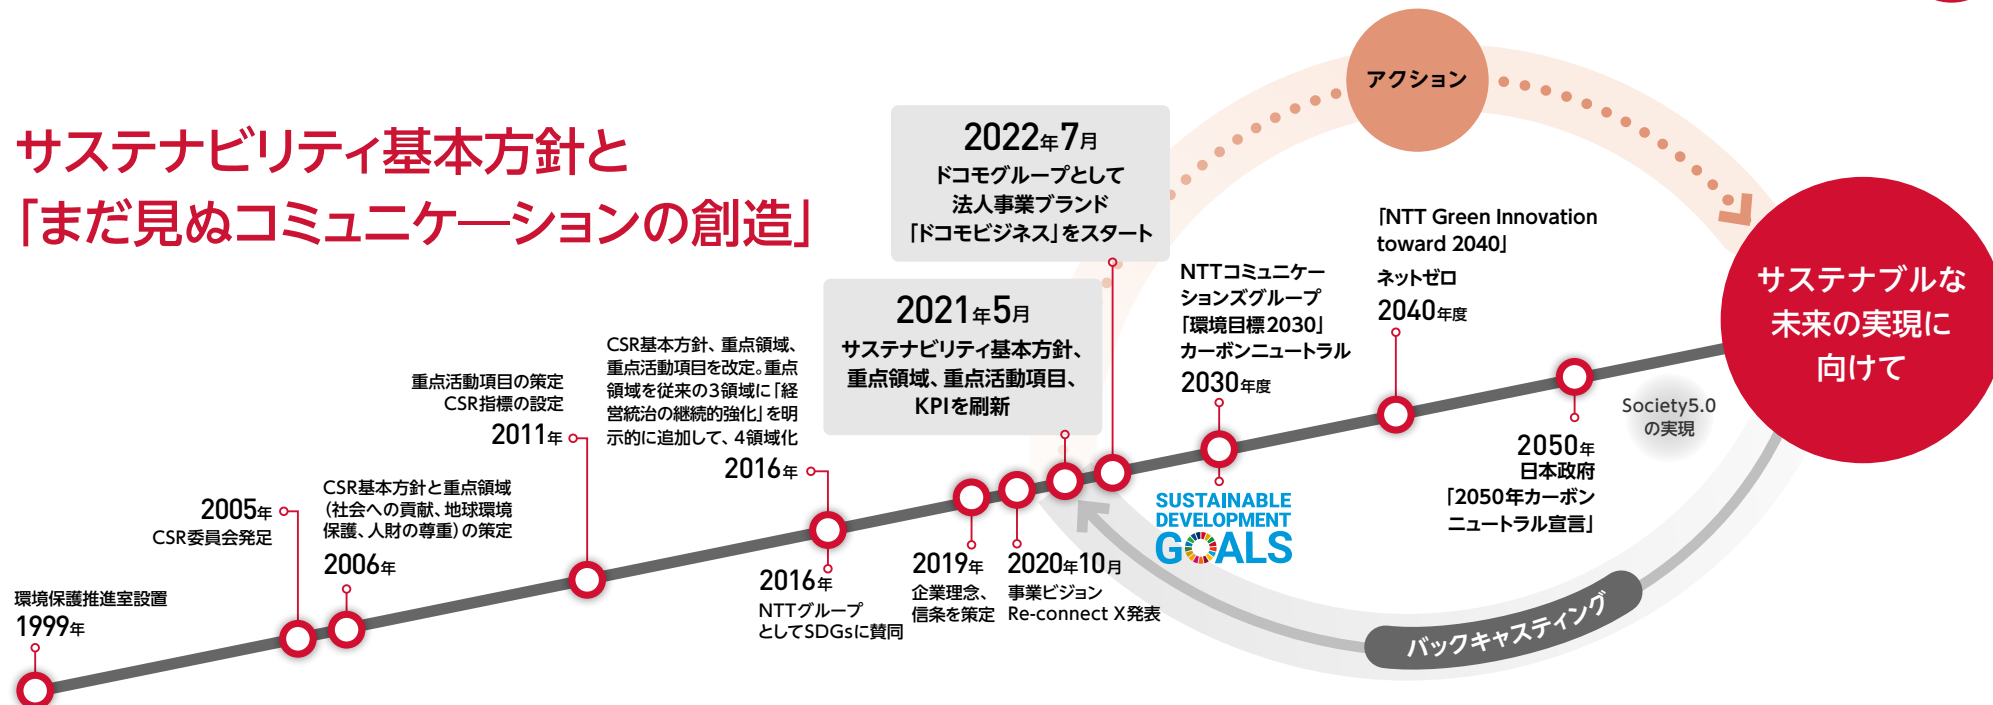 サステナビリティ基本方針と
「まだ見ぬコミュニケーションの創造」
環境保護推進室設置
1999年
2005年
CSR委員会発足
CSR基本方針と重点領域
（社会への貢献、地球環境
保護、人財の尊重）の策定
2006年
重点活動項目の策定
CSR指標の設定
2011年
CSR基本方針、重点領域、
重点活動項目を改定。重点
領域を従来の3領域に「経
営統治の継続的強化」を明
示的に追加して、4領域化
2016年
2016年
NTTグループ
としてSDGsに賛同
2019年
企業理念、
信条を策定
2020年10月
事業ビジョン
Re-connect X発表
2021年5月
サステナビリティ基本方針、
重点領域、重点活動項目、
KPIを刷新
2022年7月
ドコモグループとして
法人事業ブランド
「ドコモビジネス」をスタート
NTTコミュニケー
ションズグループ
「環境目標2030」
カーボンニュートラル
2030年度
SUSTAINABLE
DEVELOPMENT
GOALS
「NTT Green Innovation
toward 2040」
ネットゼロ
2040年度
2050年
日本政府
「2050年カーボン
ニュートラル宣言」
Society5.0
の実現
アクション
サステナブルな
未来の実現に
向けて
バックキャスティング